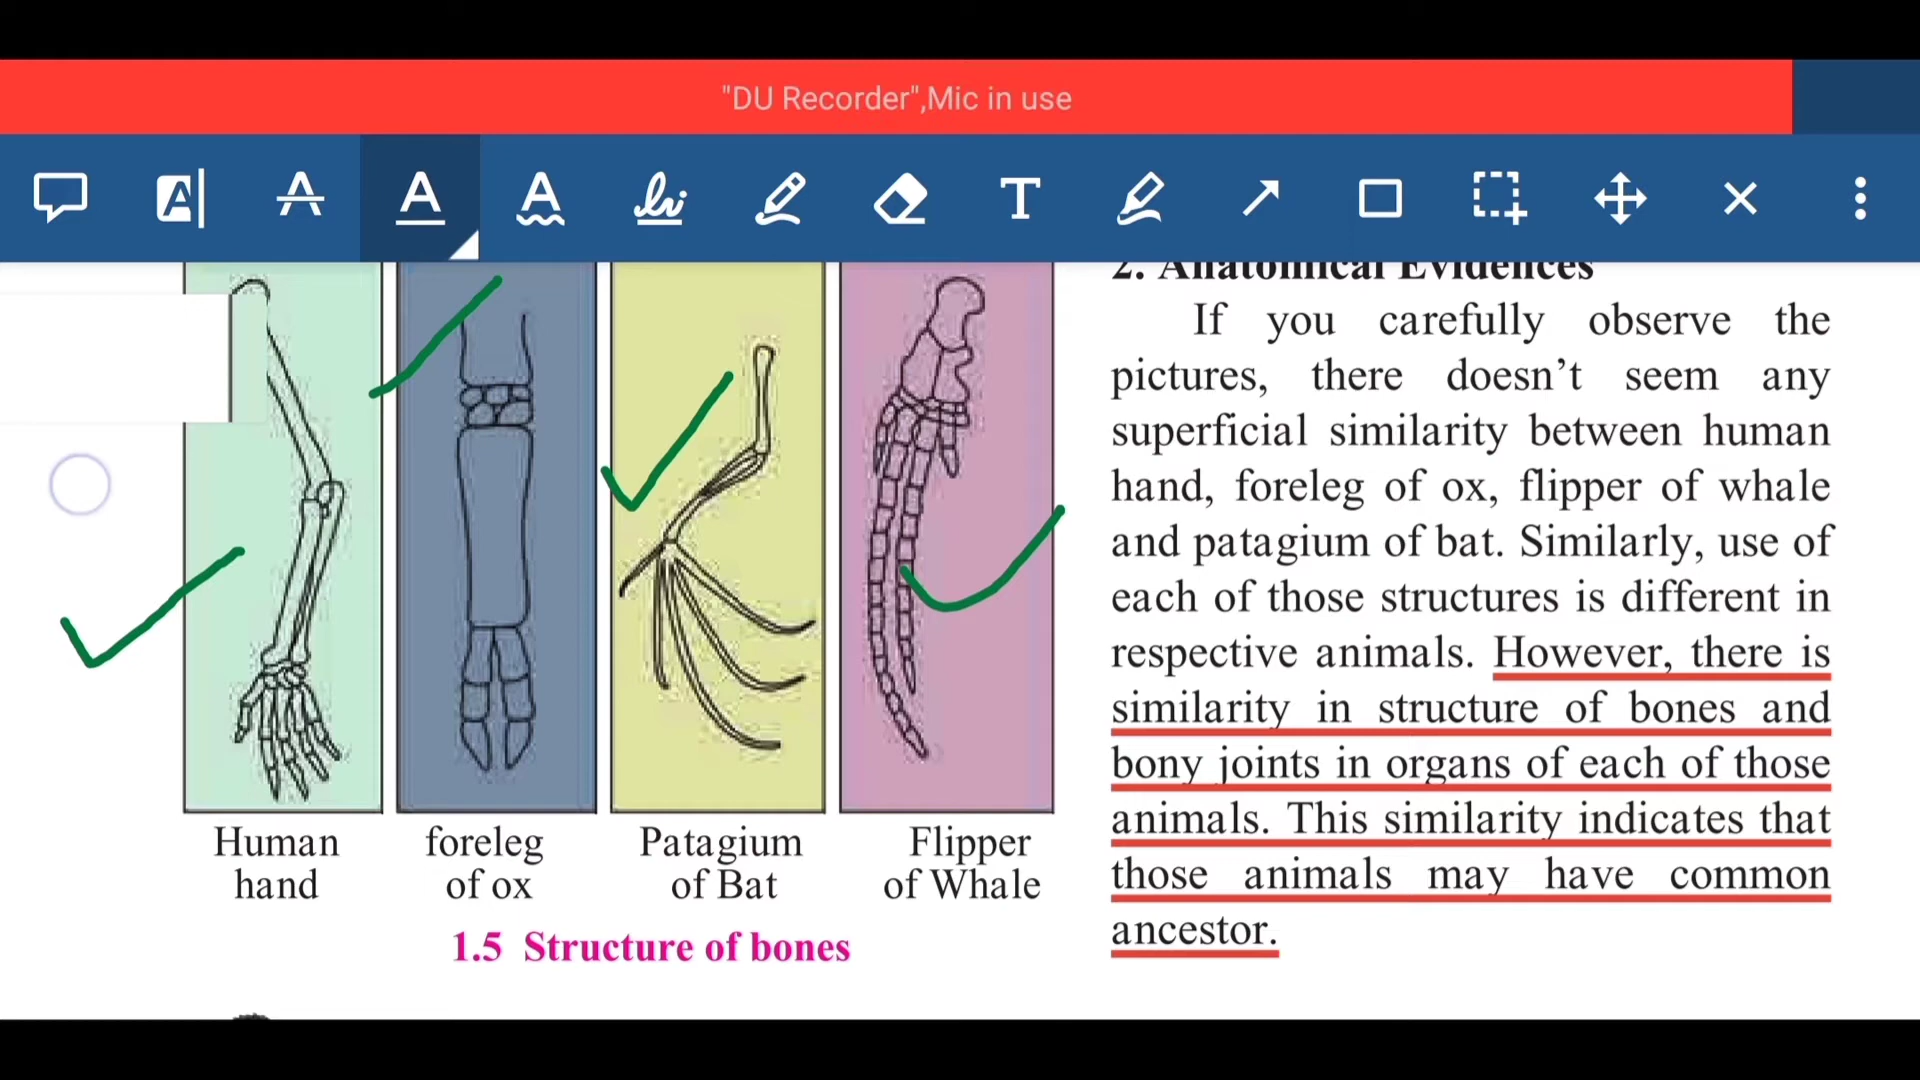 "DU Recorder",Mic in use
2. Anatomical Evidences
If you carefully observe the
pictures, there doesn’t seem any
superficial similarity between human
hand, foreleg of ox, flipper of whale
and patagium of bat. Similarly, use of
each of those structures is different in
respective animals. However, there is
similarity in structure of bones and
bony joints in organs of each of those
animals. This similarity indicates that
those animals may have common
ancestor.
Human
hand
foreleg
of ox
Patagium
of Bat
Flipper
of Whale
1.5 Structure of bones